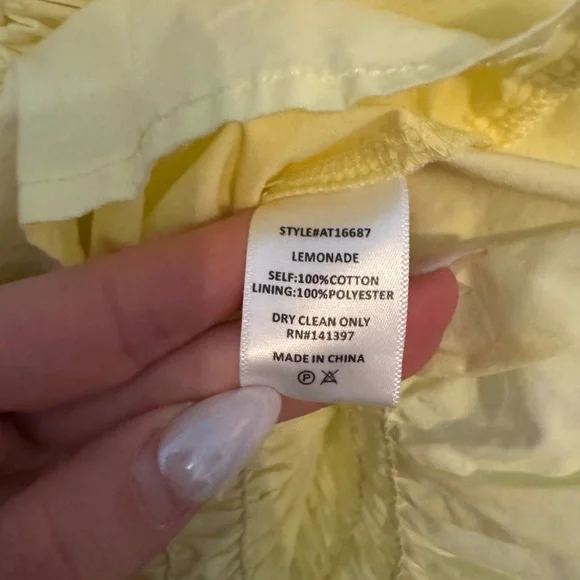 STYLE#AT16687
LEMONADE
SELF:100%COTTON
LINING:100%POLYESTER
DRY CLEAN ONLY
RN#141397
MADE IN CHINA
P